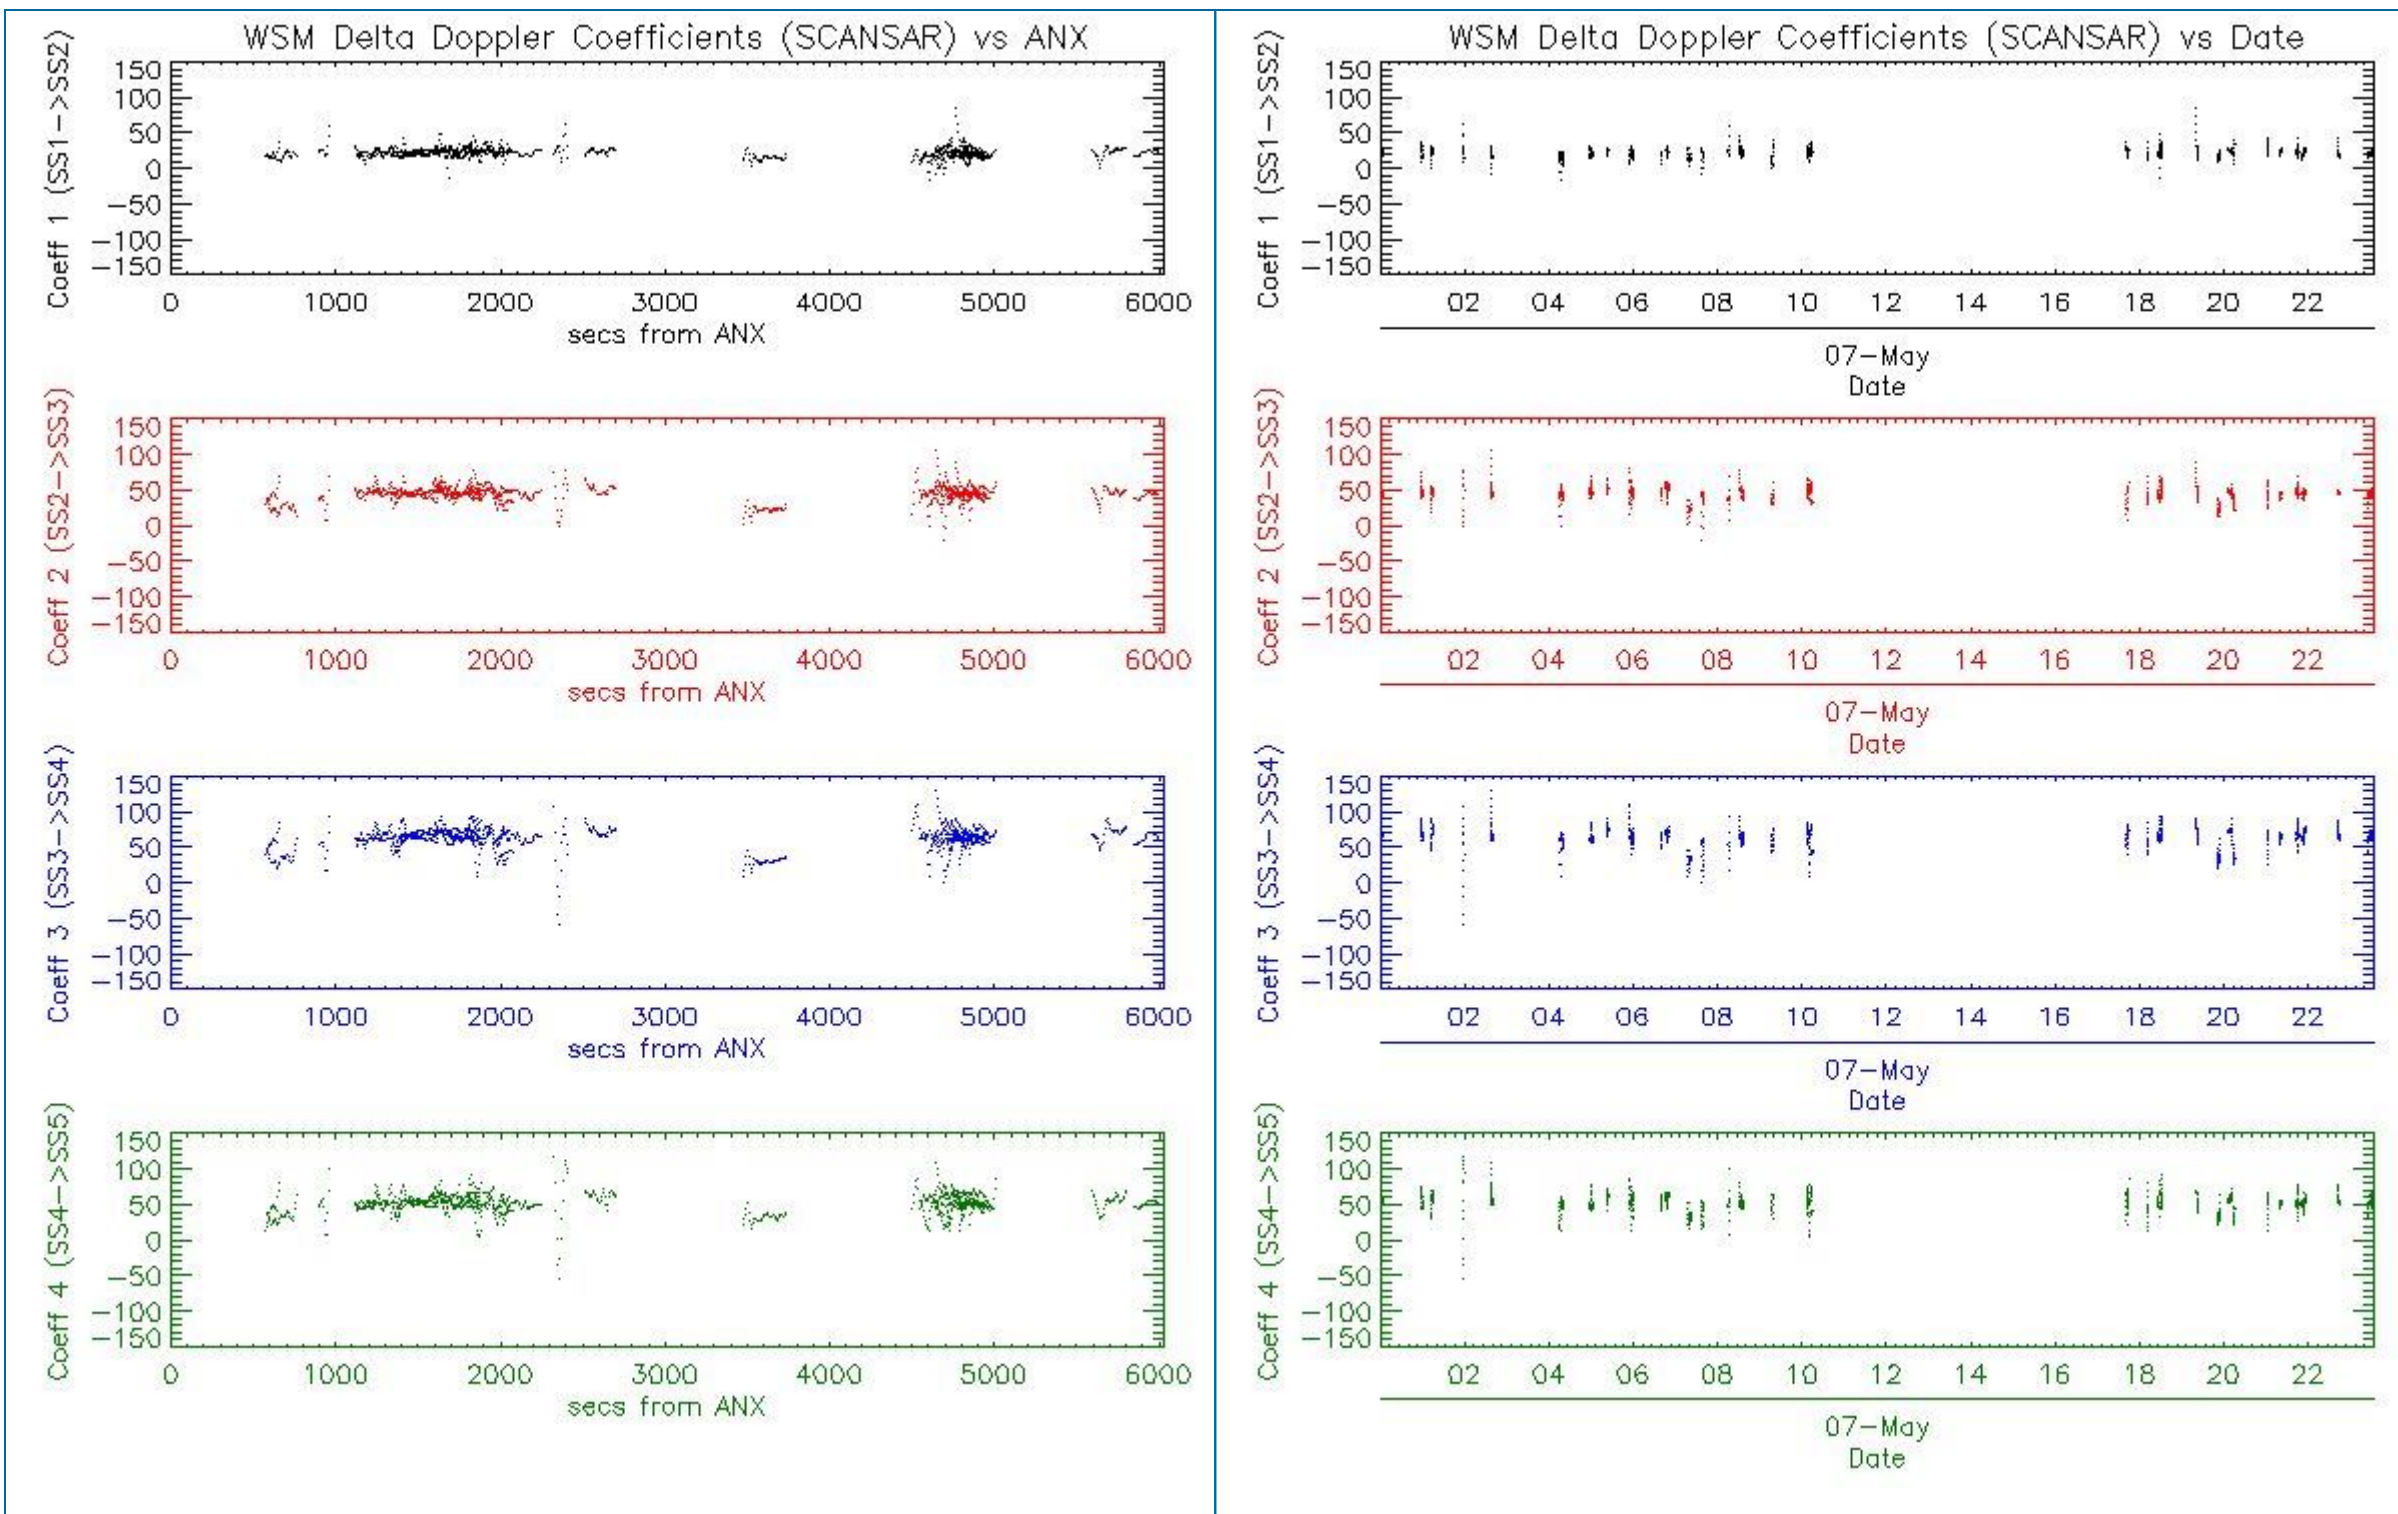 WSM Delta Doppler Coefficients (SCANSAR) vs ANX
Coeff 1 (SS1->SS2)
150
100
50
0
-50
-100
-150
0 1000 2000 3000 4000 5000 6000
secs from ANX
Coeff 2 (SS2->SS3)
150
100
50
0
-50
-100
-150
0 1000 2000 3000 4000 5000 6000
secs from ANX
Coeff 3 (SS3->SS4)
150
100
50
0
-50
-100
-150
0 1000 2000 3000 4000 5000 6000
secs from ANX
Coeff 4 (SS4->SS5)
150
100
50
0
-50
-100
-150
0 1000 2000 3000 4000 5000 6000
secs from ANX
WSM Delta Doppler Coefficients (SCANSAR) vs Date
Coeff 1 (SS1->SS2)
150
100
50
0
-50
-100
-150
02 04 06 08 10 12 14 16 18 20 22
07-May
Date
Coeff 2 (SS2->SS3)
150
100
50
0
-50
-100
-150
02 04 06 08 10 12 14 16 18 20 22
07-May
Date
Coeff 3 (SS3->SS4)
150
100
50
0
-50
-100
-150
02 04 06 08 10 12 14 16 18 20 22
07-May
Date
Coeff 4 (SS4->SS5)
150
100
50
0
-50
-100
-150
02 04 06 08 10 12 14 16 18 20 22
07-May
Date